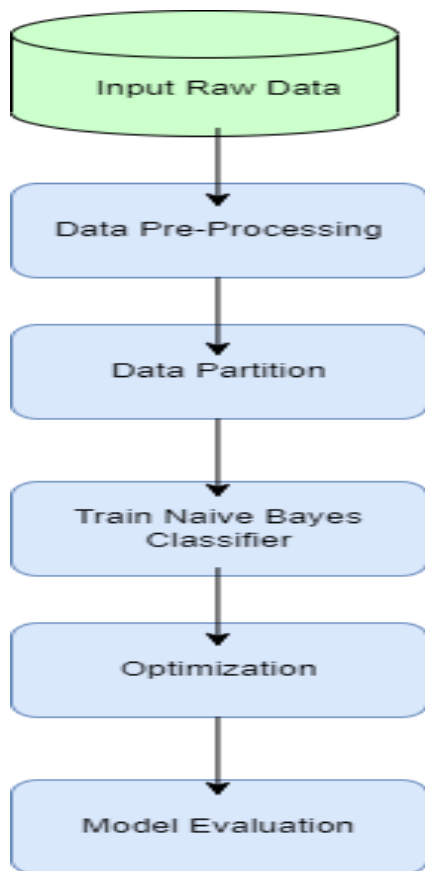 Input Raw Data
Data Pre-Processing
Data Partition
Train Naive Bayes
Classifier
Optimization
Model Evaluation